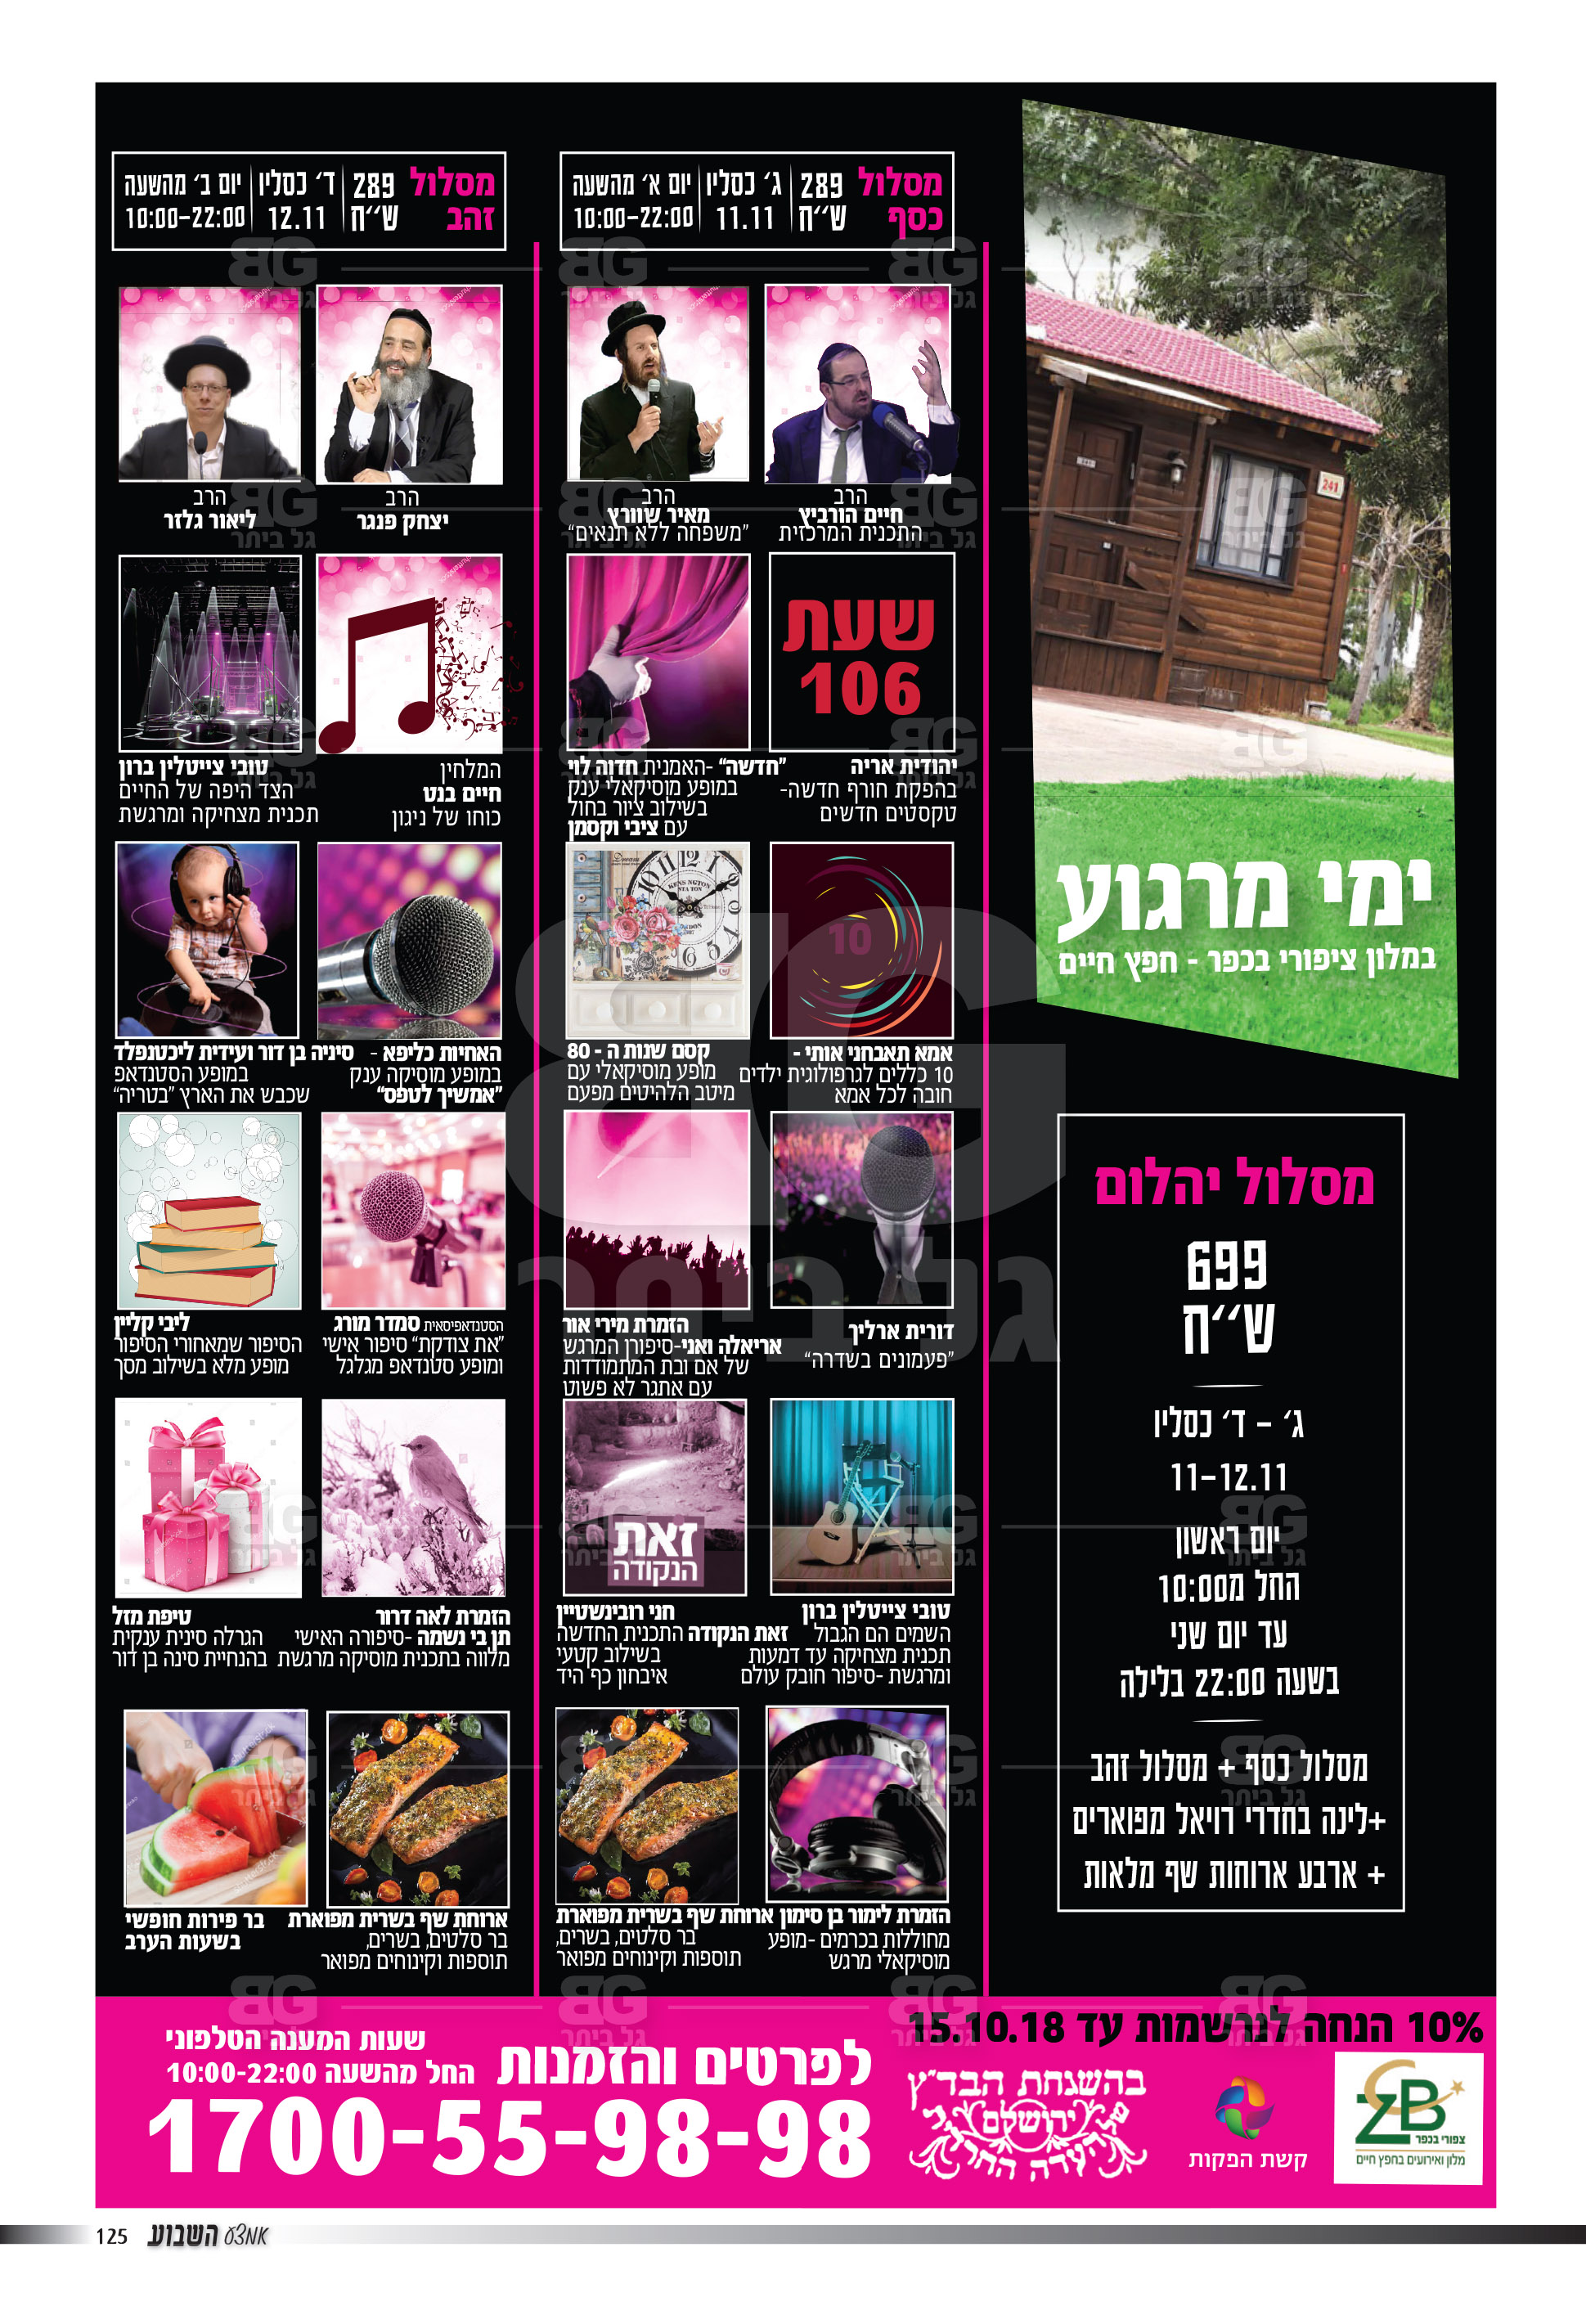 ימי מרגוע
במלון ציפורי בכפר - חפץ חיים
מסלול יהלום
699
ש״ח
ג׳ – ד׳ כסליו
11-12.11
יום ראשון
החל מ10:00
עד יום שני
בשעה 22:00 בלילה
מסלול כסף + מסלול זהב
+לינה בחדרי רויאל מפוארים
+ ארבע ארוחות שף מלאות
מסלול
כסף
289
ש״ח
ג׳ כסליו
11.11
יום א׳ מהשעה
10:00-22:00
הרב
חיים הורביץ
התכנית המרכזית
הרב
מאיר שוורץ
"משפחה ללא תנאים"
שעת
106
יהודית אריה
בהפקת חורף חדשה-
טקסטים חדשים
"חדשה" -האמנית חדוה לוי
במופע מוסיקאלי ענק
בשילוב ציור בחול
עם ציבי וקסמן
10
אמא תאבחני אותי -
10 כללים לגרפולוגית ילדים
חובה לכל אמא
קסם שנות ה - 80
מופע מוסיקאלי עם
מיטב הלהיטים מפעם
דורית ארליך
"פעמונים בשדרה"
הזמרת מירי אור
אריאלה ואני-סיפורן המרגש
של אם ובת המתמודדות
עם אתגר לא פשוט
זאת
הנקודה
טובי צייטלין ברון
השמים הם הגבול
תכנית מצחיקה עד דמעות
ומרגשת -סיפור חובק עולם
חני רובינשטיין
זאת הנקודה התכנית החדשה
בשילוב קטעי
איבחון כף היד
הזמרת לימור בן סימון
מחוללות בכרמים -מופע
מוסיקאלי מרגש
ארוחת שף בשרית מפוארת
בר סלטים, בשרים,
תוספות וקינוחים מפואר
מסלול
זהב
289
ש״ח
ד׳ כסליו
12.11
יום ב׳ מהשעה
10:00-22:00
הרב
יצחק פנגר
הרב
ליאור גלזר
המלחין
חיים בנט
כוחו של ניגון
טובי צייטלין ברון
הצד היפה של החיים
תכנית מצחיקה ומרגשת
האחיות כליפא -
במופע מוסיקה ענק
"אמשיך לטפס"
סיניה בן דור ועידית ליכטנפלד
במופע הסטנדאפ
שכבש את הארץ "בטריה"
הסטנדאפיסאית סמדר מורג
"את צודקת" סיפור אישי
ומופע סטנדאפ מגלגל
ליבי קליין
הסיפור שמאחורי הסיפור
מופע מלא בשילוב מסך
הזמרת לאה דרור
תן בי נשמה -סיפורה האישי
מלווה בתכנית מוסיקה מרגשת
טיפת מזל
הגרלה סינית ענקית
בהנחיית סינה בן דור
ארוחת שף בשרית מפוארת
בר סלטים, בשרים,
תוספות וקינוחים מפואר
בר פירות חופשי
בשעות הערב
10% הנחה לנרשמות עד 15.10.18
ZCB
צפורי בכפר
מלון ואירועים בחפץ חיים
קשת הפקות
בהשגחת הבד״ץ
ירושלים
העדה החרדית
לפרטים והזמנות
שעות המענה הטלפוני
החל מהשעה 10:00-22:00
1700-55-98-98
125
אמצע השבוע
BG
גל ביתר